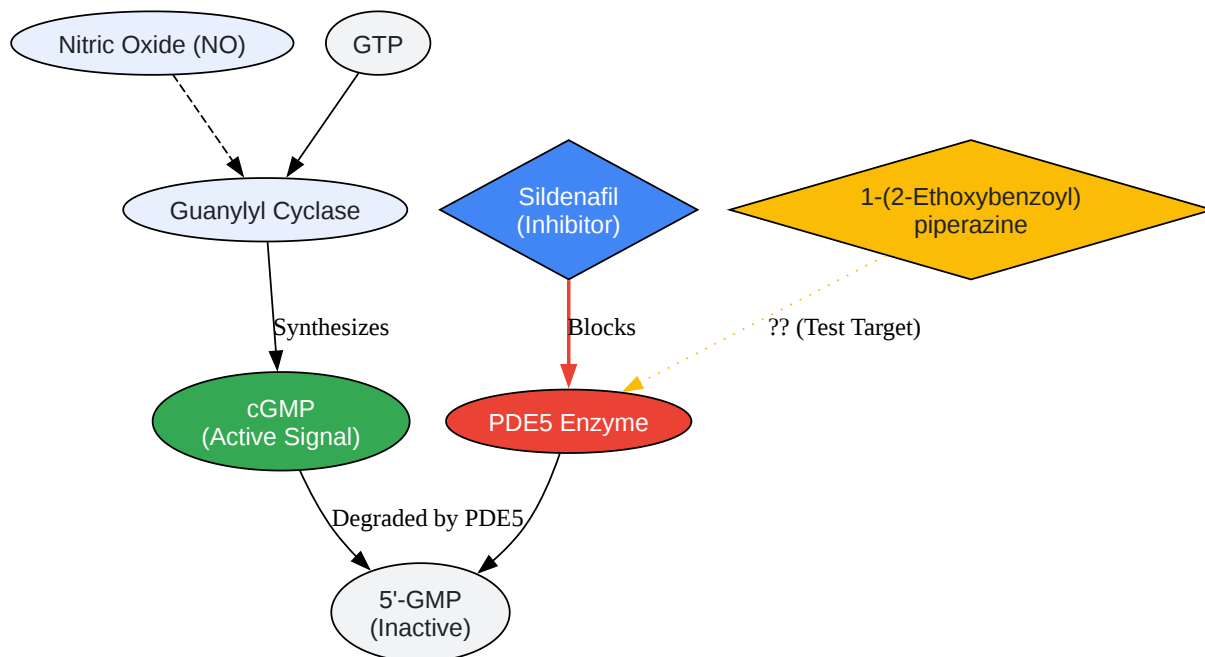 Nitric Oxide (NO)
GTP
Guanylyl Cyclase
Sildenafil
(Inhibitor)
1-(2-Ethoxybenzoyl)
piperazine
Synthesizes
Blocks
?? (Test Target)
cGMP
(Active Signal)
PDE5 Enzyme
Degraded by PDE5
5'-GMP
(Inactive)